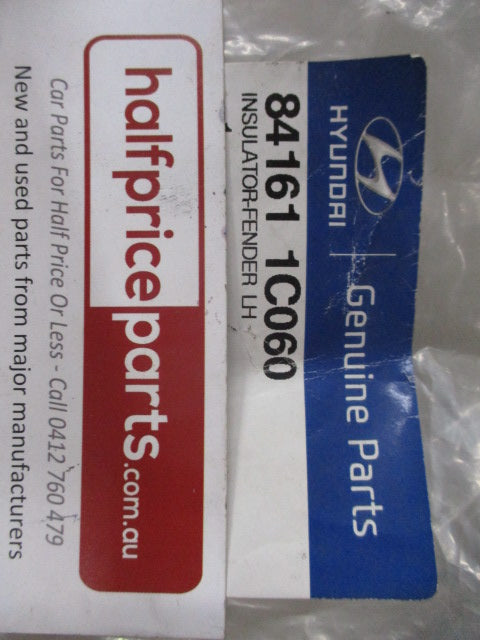 HYUNDAI | Genuine Parts
84161 1C060
INSULATOR-FENDER LH
halfpriceparts.com.au
Car Parts For Half Price Or Less - Call 0412 760 479
New and used parts from major manufacturers